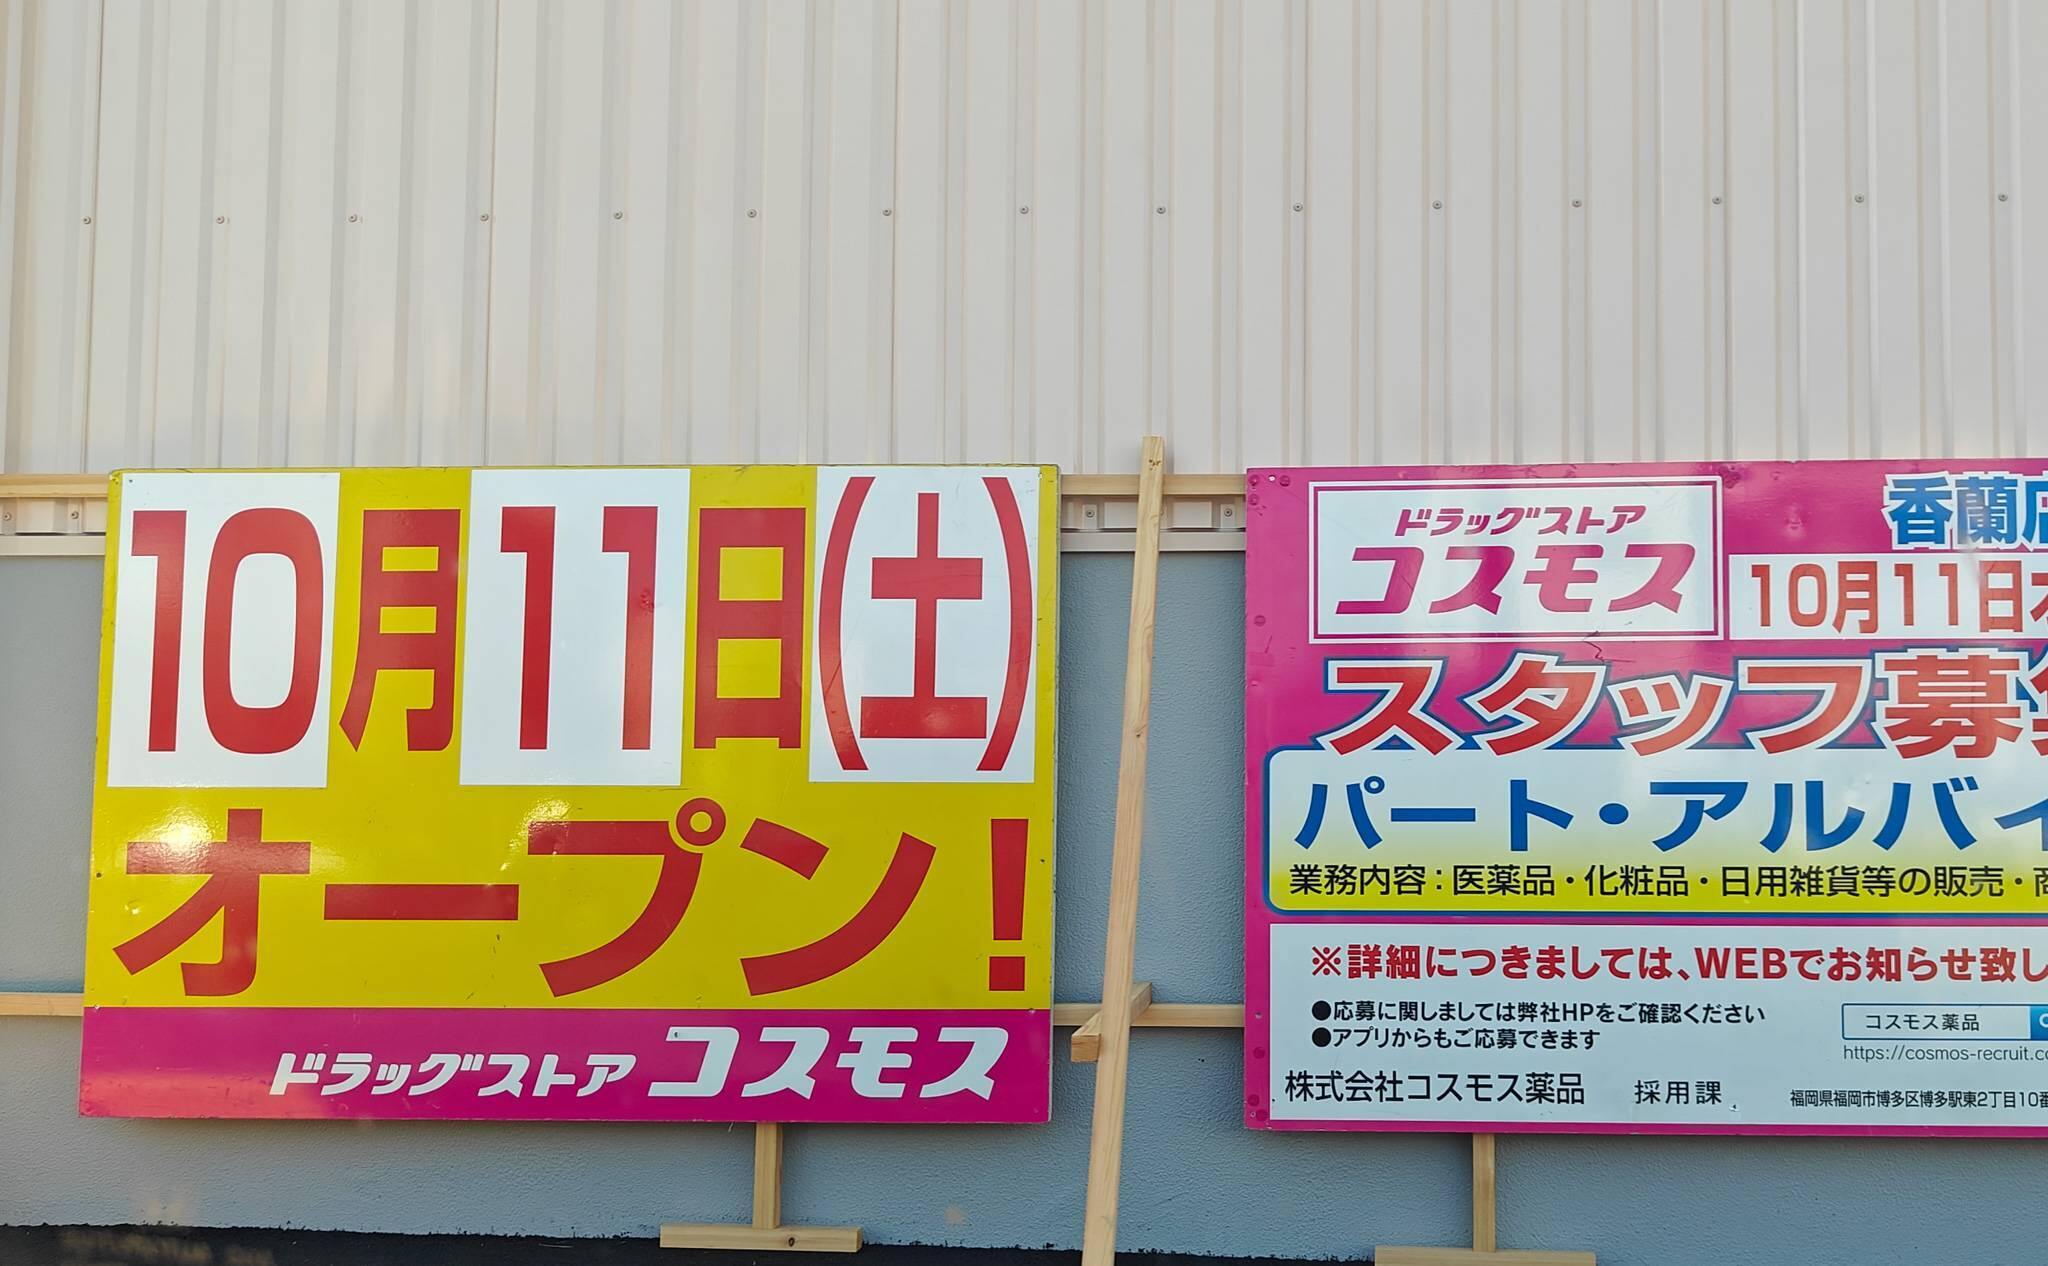 10月11日(土)
オープン!
ドラッグストア コスモス
ドラッグストア
コスモス
香蘭店
10月11日
スタッフ募集
パート・アルバイ
業務内容:医薬品・化粧品・日用雑貨等の販売・商
※詳細につきましては、WEBでお知らせ致し
●応募に関しましては弊社HPをご確認ください
●アプリからもご応募できます
コスモス薬品
https://cosmos-recruit.co
株式会社コスモス薬品 採用課
福岡県福岡市博多区博多駅東2丁目10番